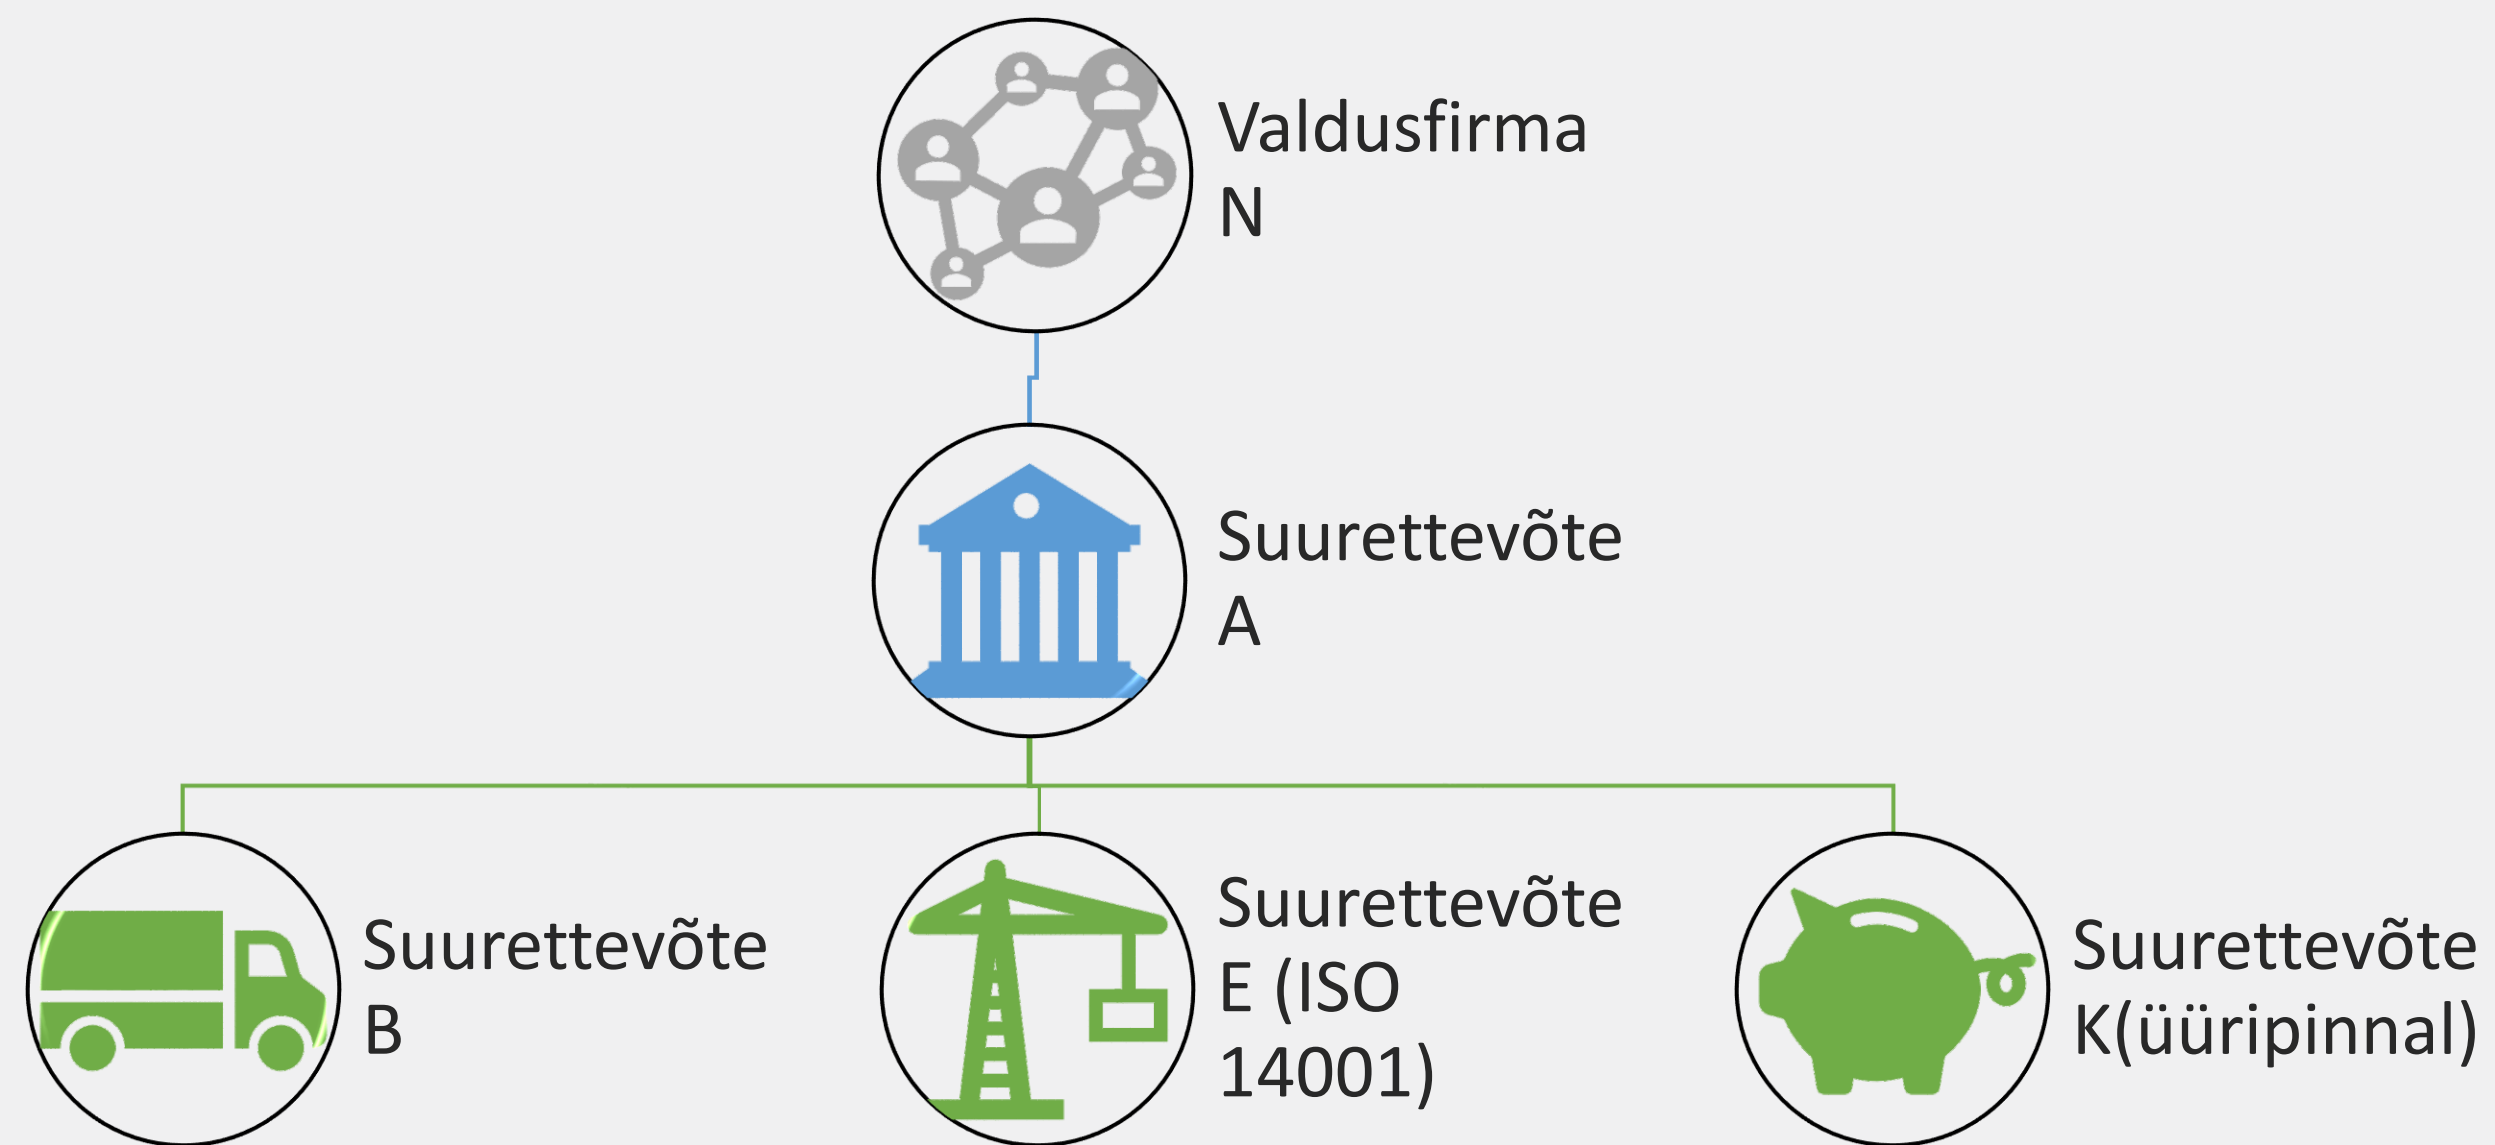 Valdusfirma
N
Suurettevõte
A
Suurettevõte
B
Suurettevõte
E (ISO
14001)
Suurettevõte
K(üüripinnal)